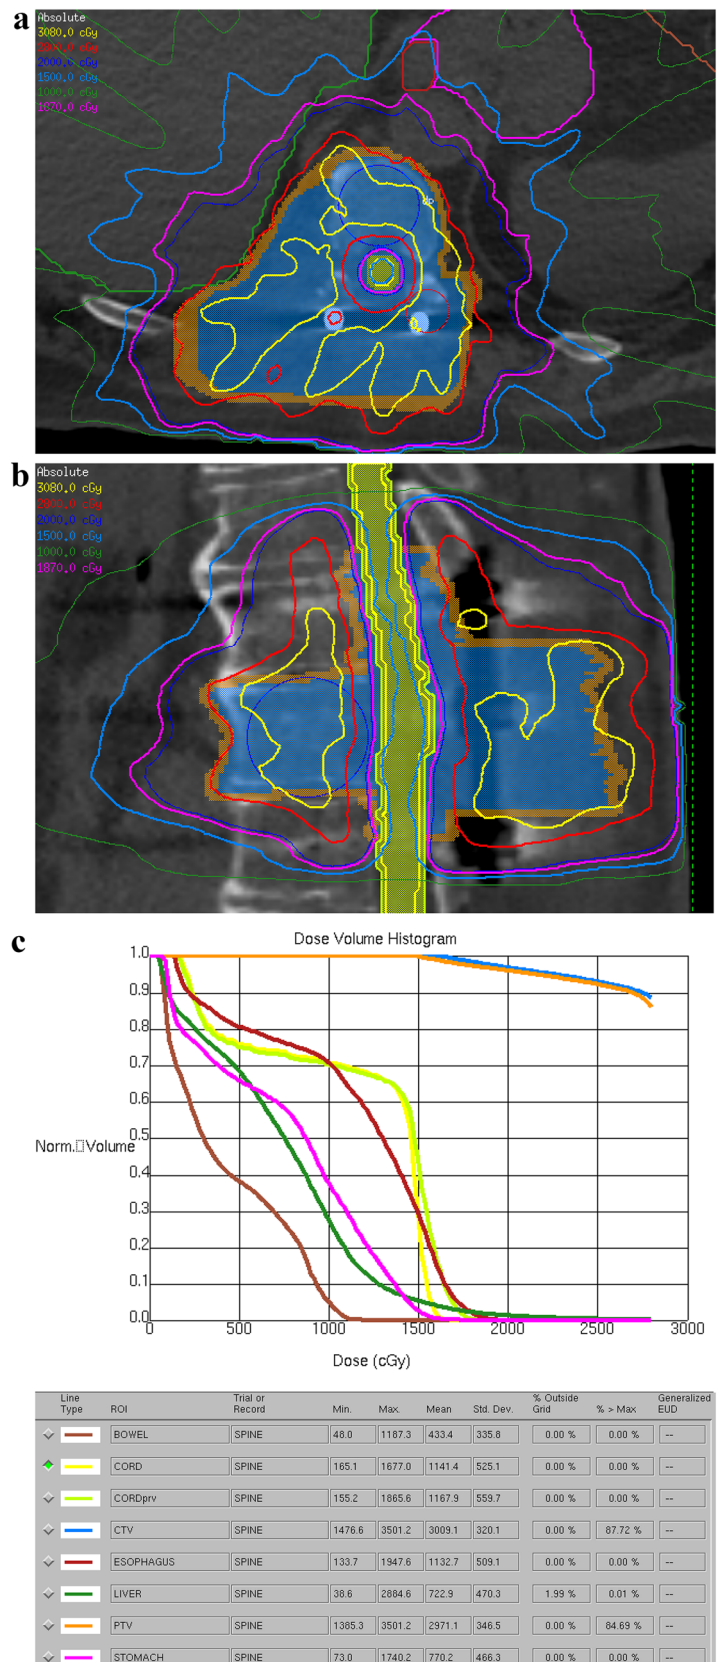 a
Absolute
3080.0 cGy
2800.0 cGy
2000.0 cGy
1500.0 cGy
1000.0 cGy
1870.0 cGy
dp
b
Absolute
3080.0 cGy
2800.0 cGy
2000.0 cGy
1500.0 cGy
1000.0 cGy
1870.0 cGy
c
Dose Volume Histogram
1.0
0.9
0.8
0.7
0.6
0.5
Norm.▯Volume
0.4
0.3
0.2
0.1
0.0
0 500 1000 1500 2000 2500 3000
Dose (cGy)
Line Type ROI Trial or Record Min. Max. Mean Std. Dev. % Outside Grid % > Max Generalized EUD
BOWEL SPINE 48.0 1187.3 433.4 335.8 0.00 % 0.00 % --
CORD SPINE 165.1 1677.0 1141.4 525.1 0.00 % 0.00 % --
CORDprv SPINE 155.2 1865.6 1167.9 559.7 0.00 % 0.00 % --
CTV SPINE 1476.6 3501.2 3009.1 320.1 0.00 % 87.72 % --
ESOPHAGUS SPINE 133.7 1947.6 1132.7 509.1 0.00 % 0.00 % --
LIVER SPINE 38.6 2884.6 722.9 470.3 1.99 % 0.01 % --
PTV SPINE 1385.3 3501.2 2971.1 346.5 0.00 % 84.69 % --
STOMACH SPINE 73.0 1740.2 770.2 466.3 0.00 % 0.00 % --